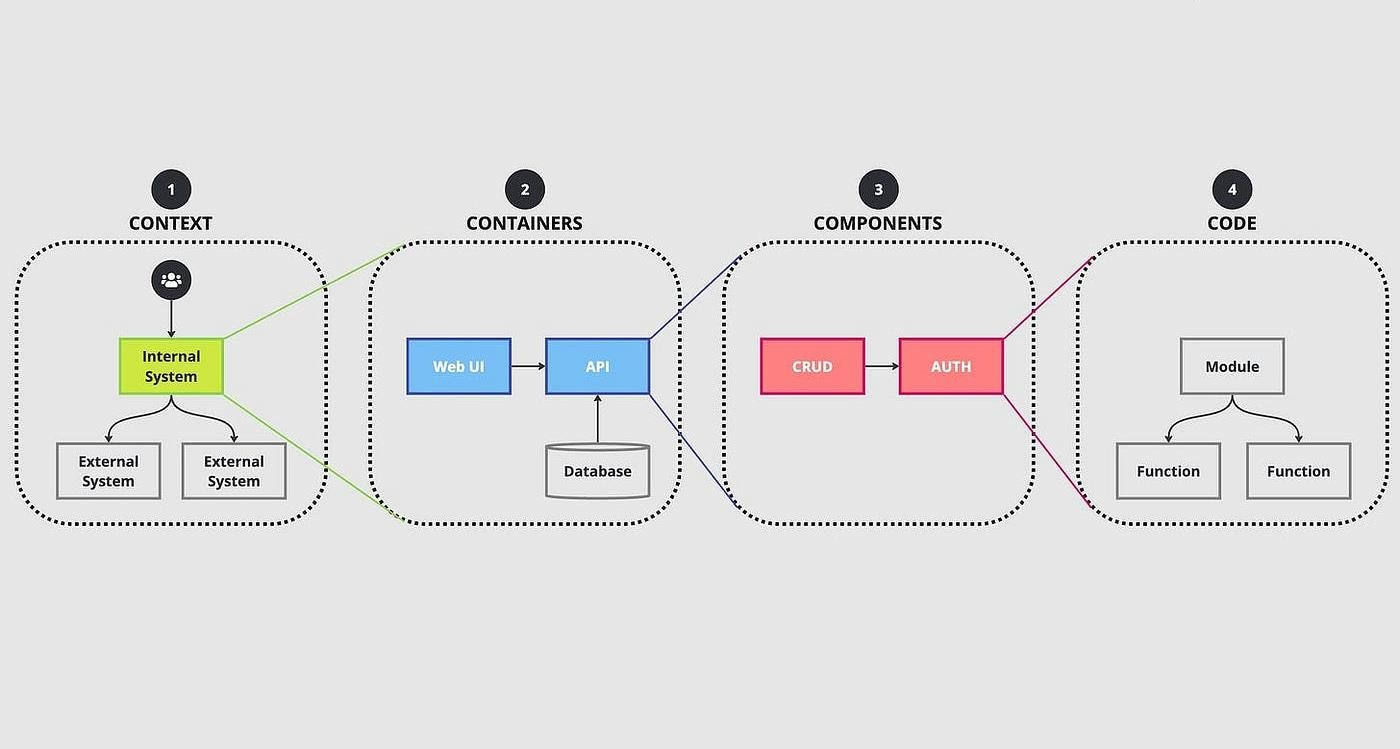 1
CONTEXT
Internal
System
External
System
External
System
2
CONTAINERS
Web UI
API
Database
3
COMPONENTS
CRUD
AUTH
4
CODE
Module
Function
Function